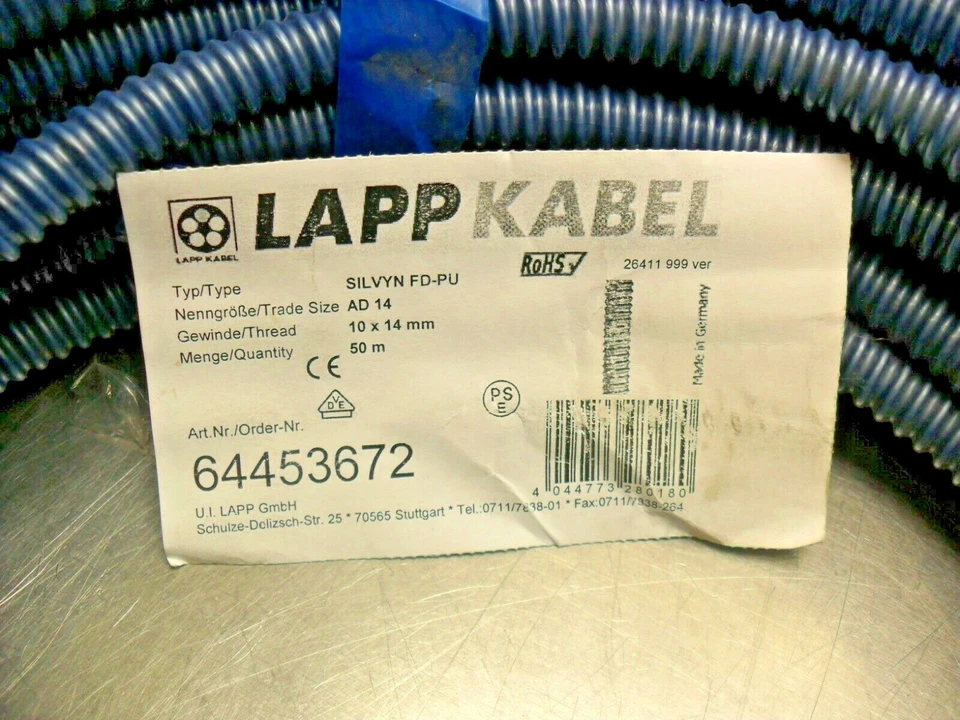 LAPP KABEL
LAPP KABEL
RoHS
26411 999 ver
Typ/Type SILVYN FD-PU
Nenngröße/Trade Size AD 14
Gewinde/Thread 10 x 14 mm
Menge/Quantity 50 m
Made in Germany
CE
VDE
PSE
Art.Nr./Order-Nr.
64453672
4 044773 280180
U.I. LAPP GmbH
Schulze-Delizsch-Str. 25 * 70565 Stuttgart * Tel.:0711/7838-01 * Fax:0711/7838-264